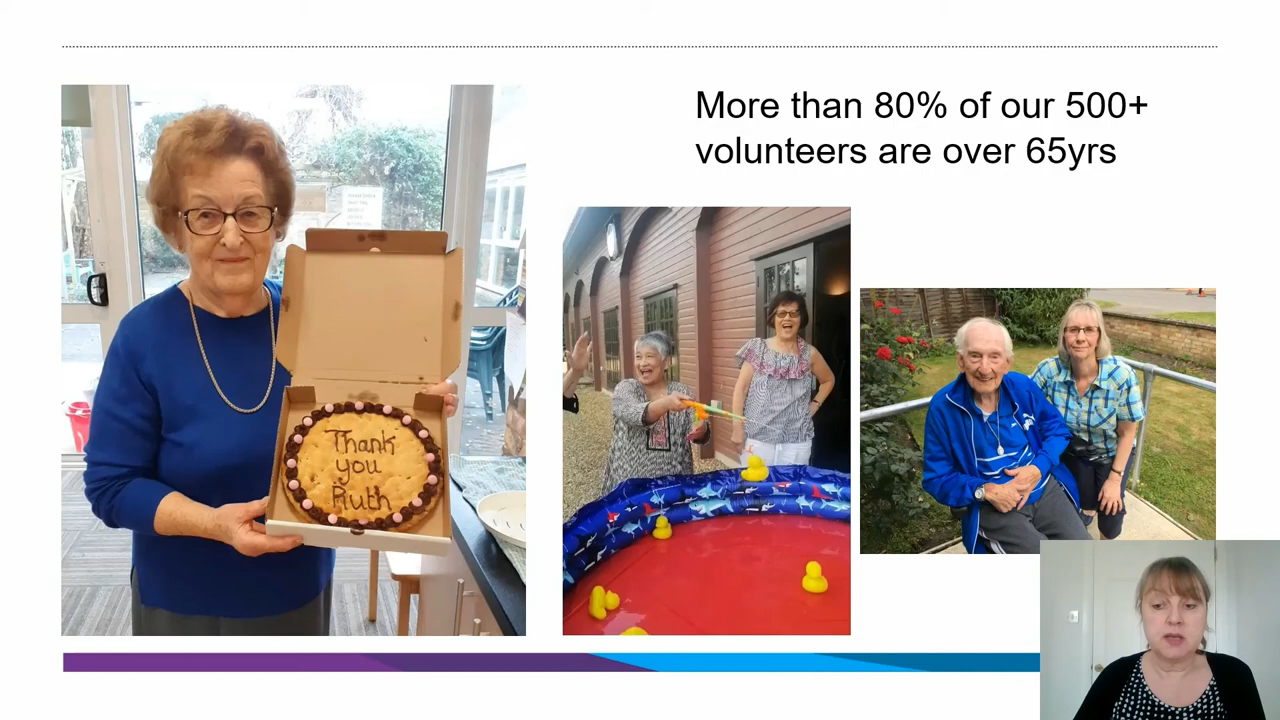 More than 80% of our 500+
volunteers are over 65yrs
Thank
you
Ruth